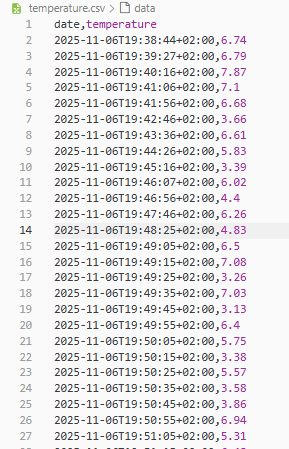 temperature.csv > data
1 date,temperature
2 2025-11-06T19:38:44+02:00,6.74
3 2025-11-06T19:39:27+02:00,6.79
4 2025-11-06T19:40:16+02:00,7.87
5 2025-11-06T19:41:06+02:00,7.1
6 2025-11-06T19:41:56+02:00,6.68
7 2025-11-06T19:42:46+02:00,3.66
8 2025-11-06T19:43:36+02:00,6.61
9 2025-11-06T19:44:26+02:00,5.83
10 2025-11-06T19:45:16+02:00,3.39
11 2025-11-06T19:46:07+02:00,6.02
12 2025-11-06T19:46:56+02:00,4.4
13 2025-11-06T19:47:46+02:00,6.26
14 2025-11-06T19:48:25+02:00,4.83
15 2025-11-06T19:49:05+02:00,6.5
16 2025-11-06T19:49:15+02:00,7.08
17 2025-11-06T19:49:25+02:00,3.26
18 2025-11-06T19:49:35+02:00,7.03
19 2025-11-06T19:49:45+02:00,3.13
20 2025-11-06T19:49:55+02:00,6.4
21 2025-11-06T19:50:05+02:00,5.75
22 2025-11-06T19:50:15+02:00,3.38
23 2025-11-06T19:50:25+02:00,5.57
24 2025-11-06T19:50:35+02:00,3.58
25 2025-11-06T19:50:45+02:00,3.86
26 2025-11-06T19:50:55+02:00,6.94
27 2025-11-06T19:51:05+02:00,5.31